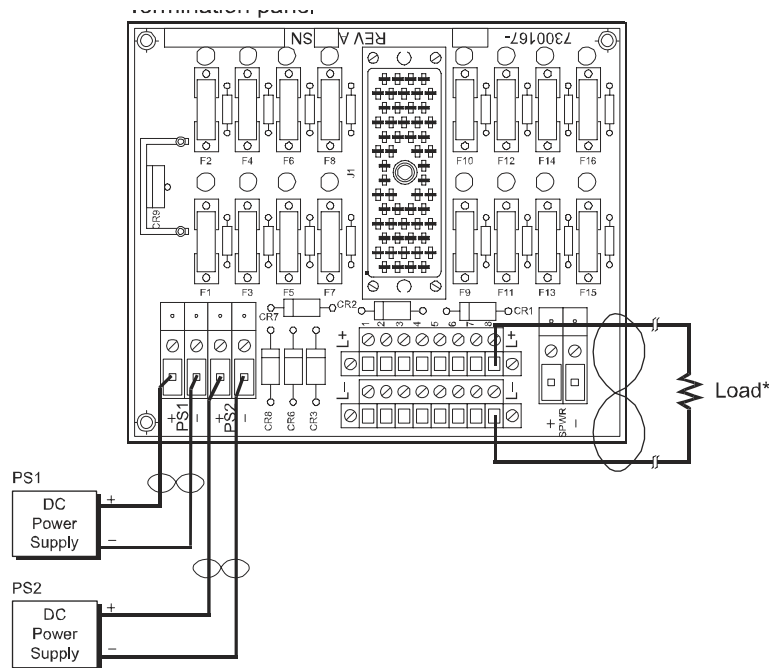 Termination panel
7300167- REV A SN
F2 F4 F6 F8 F10 F12 F14 F16
J1
CR9
F1 F3 F5 F7 F9 F11 F13 F15
CR7 CR2 CR1
L+ 1 2 3 4 5 6 7 8 L+
L- L-
CR8 CR6 CR3
+ - + -
PS1 PS2
+ -
SPWR
Load*
PS1
DC
Power
Supply
+
–
PS2
DC
Power
Supply
+
–